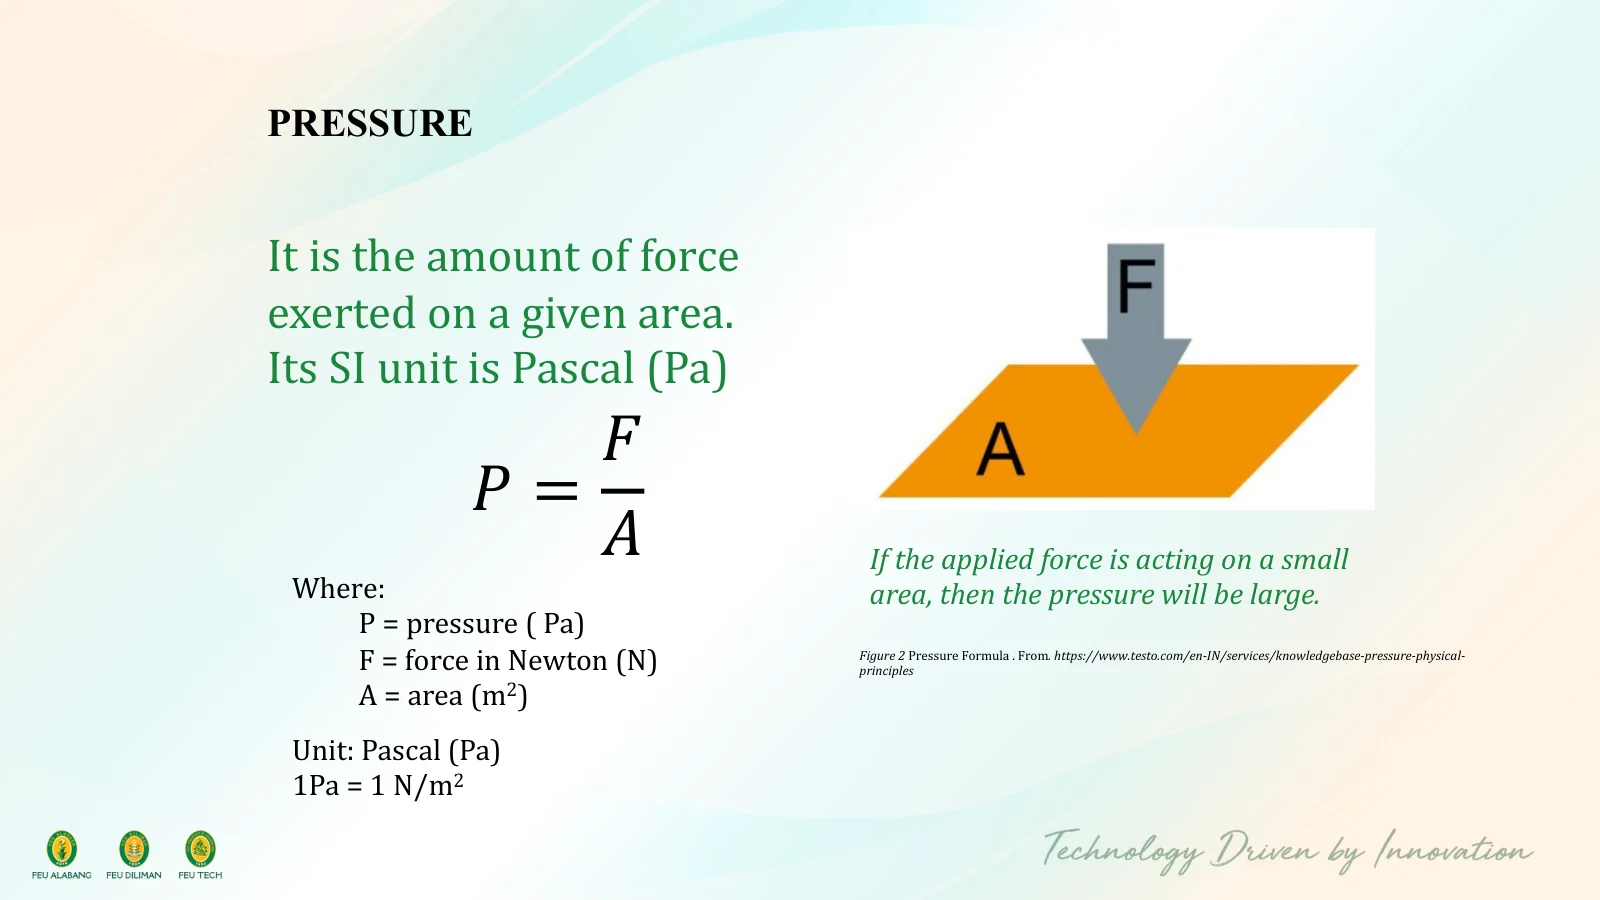 PRESSURE
It is the amount of force
exerted on a given area.
Its SI unit is Pascal (Pa)
P = F/A
Where:
P = pressure ( Pa)
F = force in Newton (N)
A = area (m²)
Unit: Pascal (Pa)
1Pa = 1 N/m²
F
A
If the applied force is acting on a small
area, then the pressure will be large.
Figure 2 Pressure Formula . From. https://www.testo.com/en-IN/services/knowledgebase-pressure-physical-
principles
FEU ALABANG
FEU DILIMAN
FEU TECH
Technology Driven by Innovation